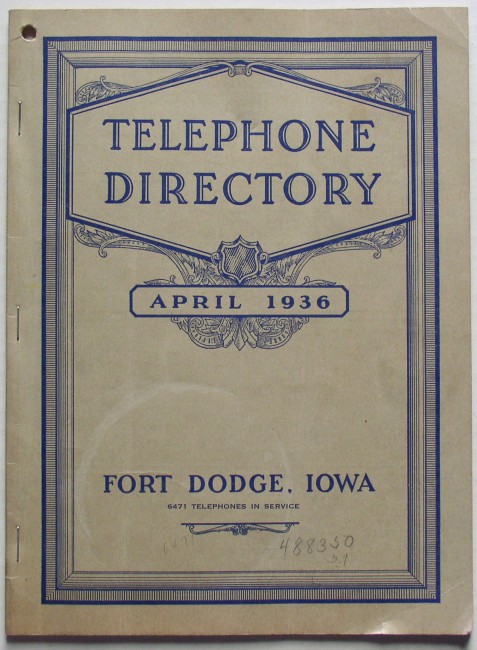 TELEPHONE
DIRECTORY
APRIL 1936
FORT DODGE, IOWA
6471 TELEPHONES IN SERVICE
488350